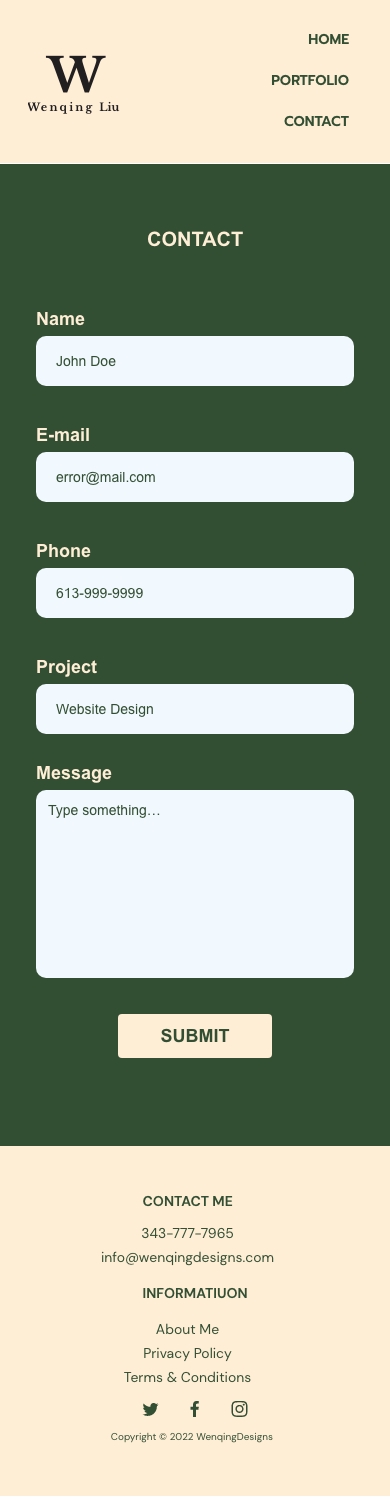 W
Wenqing Liu
HOME
PORTFOLIO
CONTACT
CONTACT
Name
John Doe
E-mail
error@mail.com
Phone
613-999-9999
Project
Website Design
Message
Type something…
SUBMIT
CONTACT ME
343-777-7965
info@wenqingdesigns.com
INFORMATIUON
About Me
Privacy Policy
Terms & Conditions
Copyright © 2022 WenqingDesigns